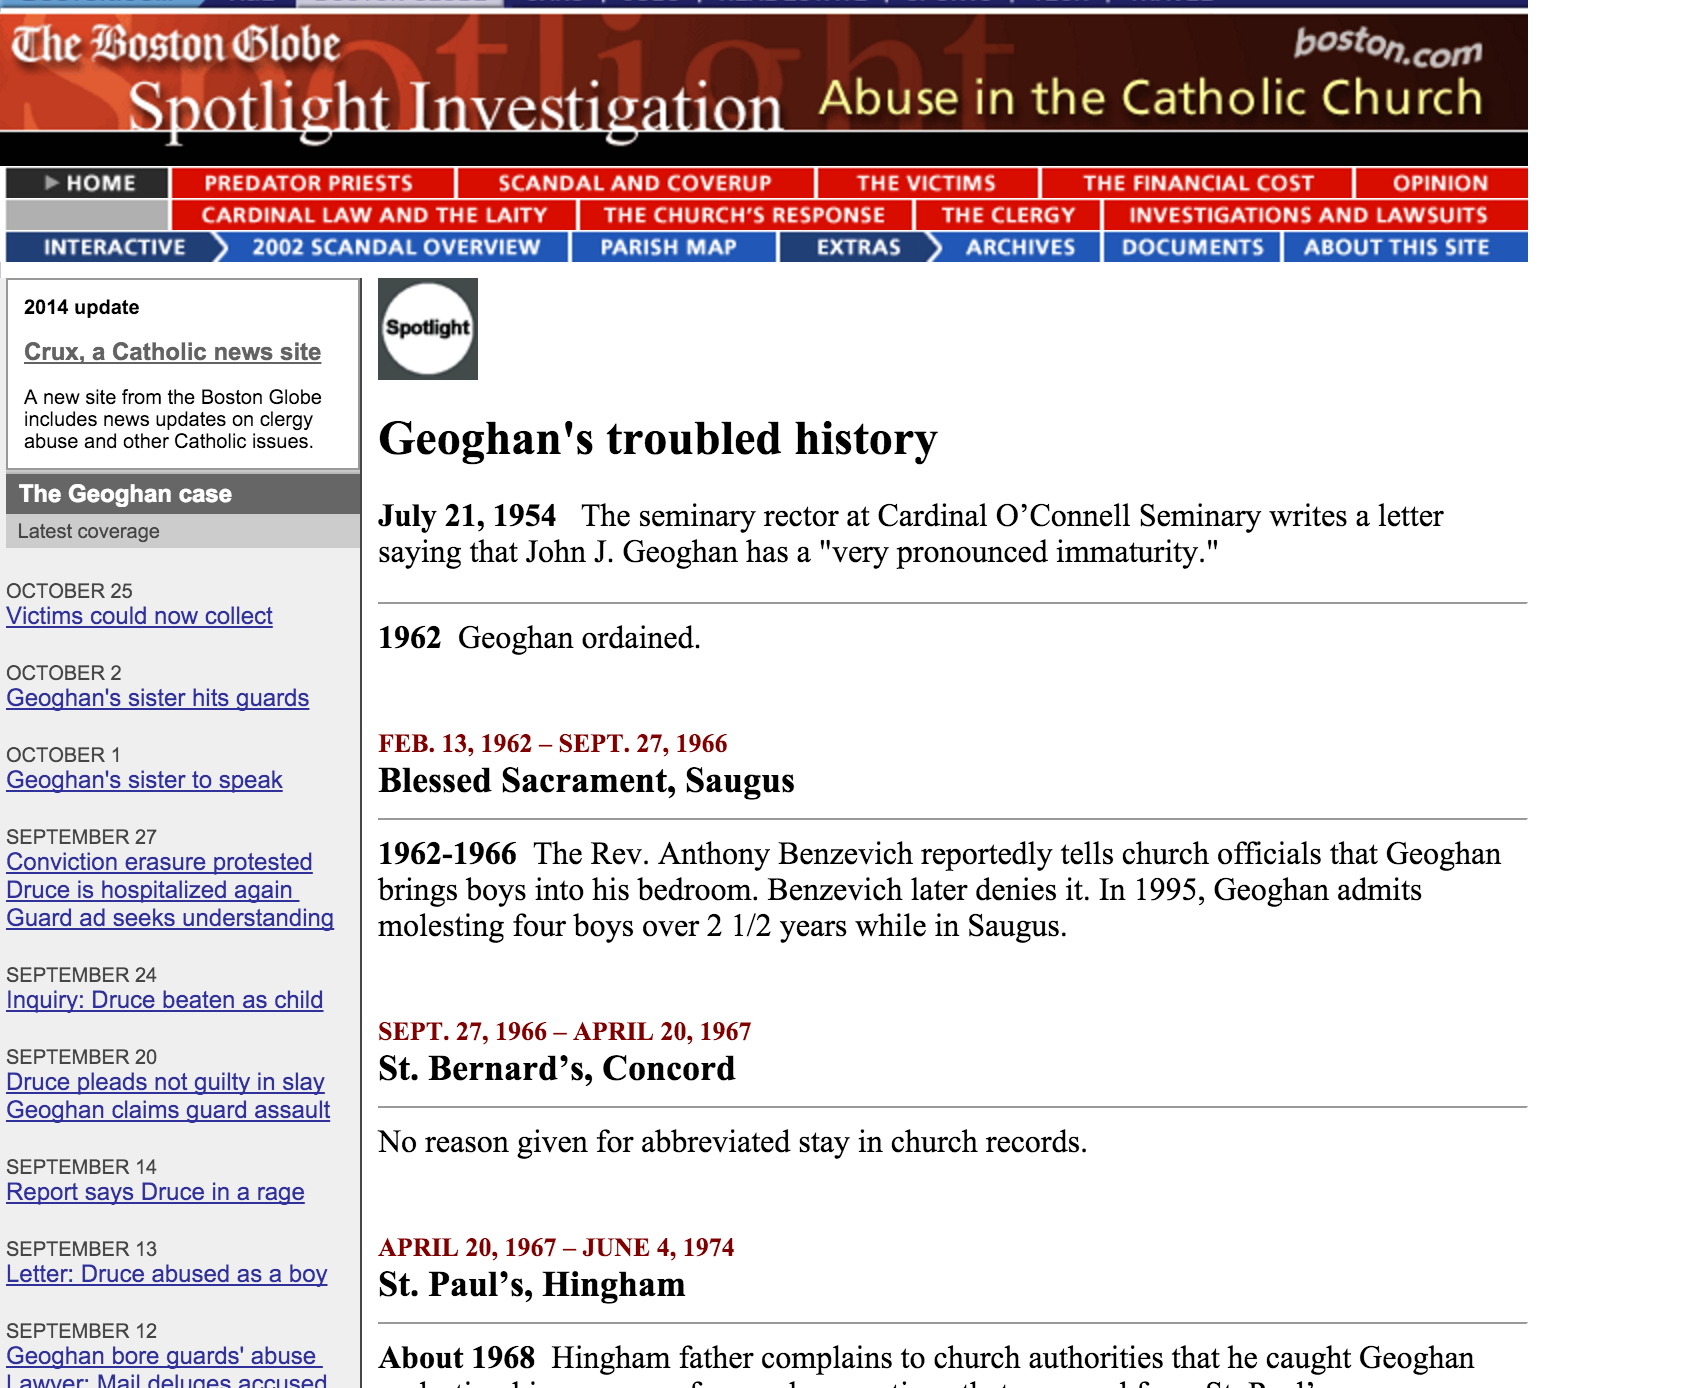 The Boston Globe
Spotlight Investigation
boston.com
Abuse in the Catholic Church
HOME PREDATOR PRIESTS SCANDAL AND COVERUP THE VICTIMS THE FINANCIAL COST OPINION
CARDINAL LAW AND THE LAITY THE CHURCH'S RESPONSE THE CLERGY INVESTIGATIONS AND LAWSUITS
INTERACTIVE 2002 SCANDAL OVERVIEW PARISH MAP EXTRAS ARCHIVES DOCUMENTS ABOUT THIS SITE
2014 update
Crux, a Catholic news site
A new site from the Boston Globe
includes news updates on clergy
abuse and other Catholic issues.
The Geoghan case
Latest coverage
OCTOBER 25
Victims could now collect
OCTOBER 2
Geoghan's sister hits guards
OCTOBER 1
Geoghan's sister to speak
SEPTEMBER 27
Conviction erasure protested
Druce is hospitalized again
Guard ad seeks understanding
SEPTEMBER 24
Inquiry: Druce beaten as child
SEPTEMBER 20
Druce pleads not guilty in slay
Geoghan claims guard assault
SEPTEMBER 14
Report says Druce in a rage
SEPTEMBER 13
Letter: Druce abused as a boy
SEPTEMBER 12
Geoghan bore guards' abuse
Lawyer: Mail deluges accused
Spotlight
Geoghan's troubled history
July 21, 1954 The seminary rector at Cardinal O’Connell Seminary writes a letter
saying that John J. Geoghan has a "very pronounced immaturity."
1962 Geoghan ordained.
FEB. 13, 1962 – SEPT. 27, 1966
Blessed Sacrament, Saugus
1962-1966 The Rev. Anthony Benzevich reportedly tells church officials that Geoghan
brings boys into his bedroom. Benzevich later denies it. In 1995, Geoghan admits
molesting four boys over 2 1/2 years while in Saugus.
SEPT. 27, 1966 – APRIL 20, 1967
St. Bernard’s, Concord
No reason given for abbreviated stay in church records.
APRIL 20, 1967 – JUNE 4, 1974
St. Paul’s, Hingham
About 1968 Hingham father complains to church authorities that he caught Geoghan